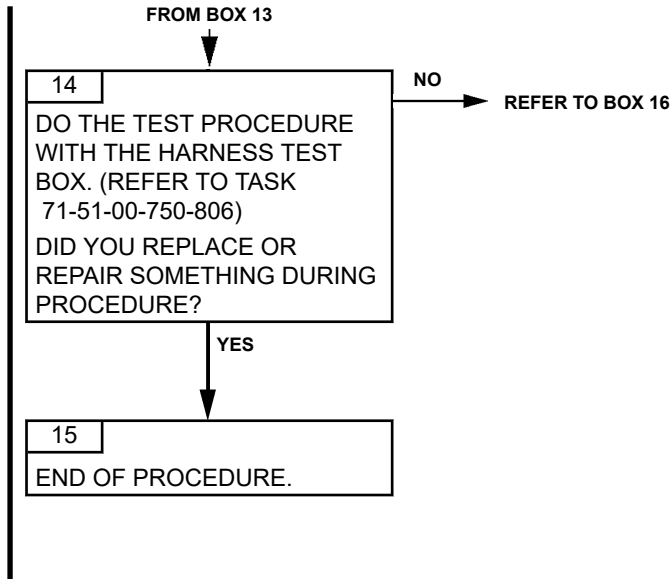 FROM BOX 13
14
NO
REFER TO BOX 16
DO THE TEST PROCEDURE
WITH THE HARNESS TEST
BOX. (REFER TO TASK
71-51-00-750-806)
DID YOU REPLACE OR
REPAIR SOMETHING DURING
PROCEDURE?
YES
15
END OF PROCEDURE.